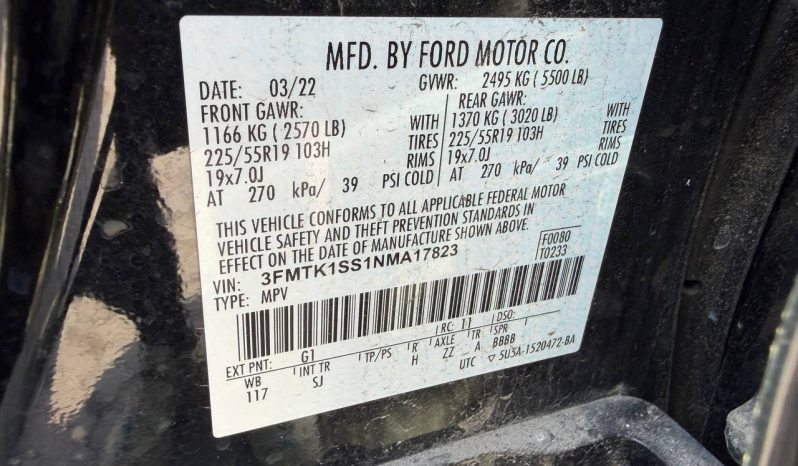 MFD. BY FORD MOTOR CO.
DATE: 03/22 GVWR: 2495 KG ( 5500 LB)
FRONT GAWR: REAR GAWR:
1166 KG ( 2570 LB) WITH 1370 KG ( 3020 LB) WITH
225/55R19 103H TIRES 225/55R19 103H TIRES
19x7.0J RIMS 19x7.0J RIMS
AT 270 kPa/ 39 PSI COLD AT 270 kPa/ 39 PSI COLD
THIS VEHICLE CONFORMS TO ALL APPLICABLE FEDERAL MOTOR
VEHICLE SAFETY AND THEFT PREVENTION STANDARDS IN
EFFECT ON THE DATE OF MANUFACTURE SHOWN ABOVE.
VIN: 3FMTK1SS1NMA17823 F0080
TYPE: MPV T0233
EXT PNT: G1 RC: 11 DSO:
WB INT TR TP/PS R AXLE TR SPR
117 SJ H ZZ A BBBB
UTC ▽ 5U5A-1520472-BA